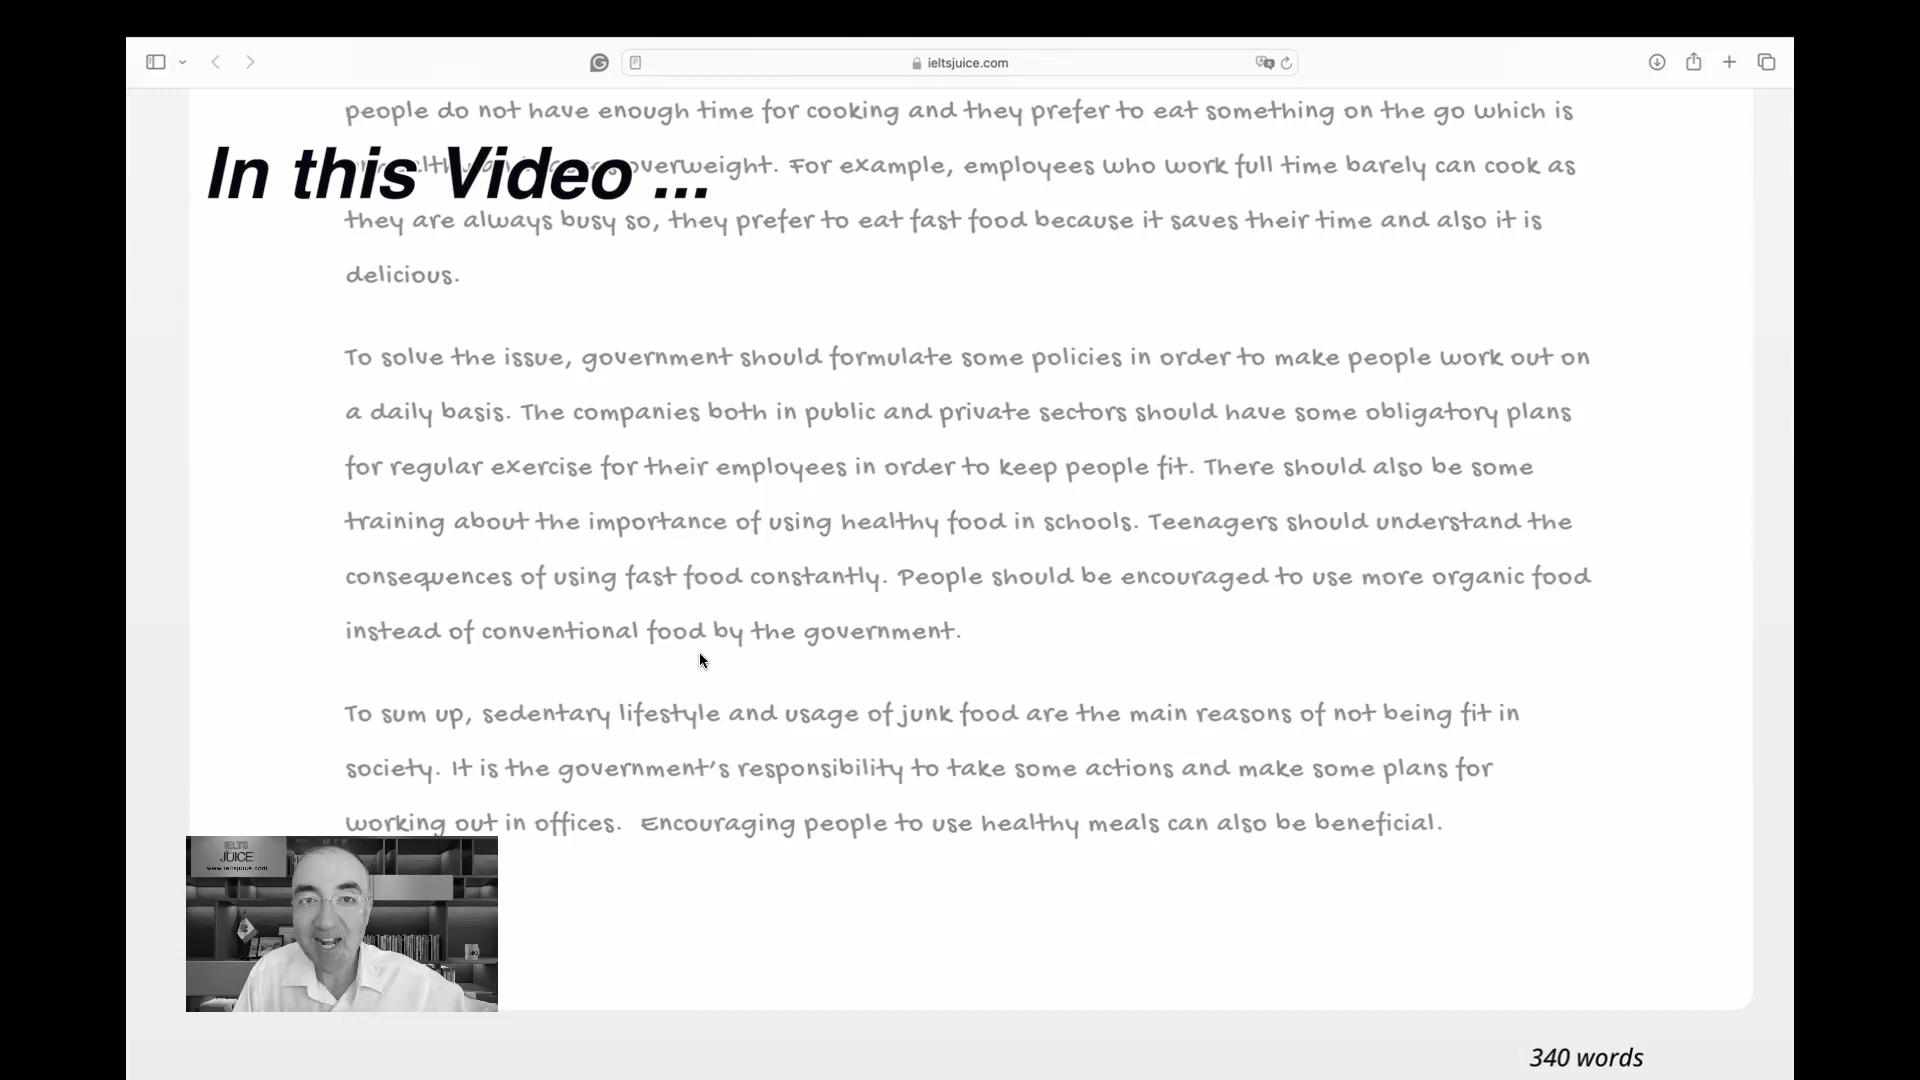 ieltsjuice.com
people do not have enough time for cooking and they prefer to eat something on the go which is
overweight. For example, employees who work full time barely can cook as
In this Video ...
they are always busy so, they prefer to eat fast food because it saves their time and also it is
delicious.
To solve the issue, government should formulate some policies in order to make people work out on
a daily basis. The companies both in public and private sectors should have some obligatory plans
for regular exercise for their employees in order to keep people fit. There should also be some
training about the importance of using healthy food in schools. Teenagers should understand the
consequences of using fast food constantly. People should be encouraged to use more organic food
instead of conventional food by the government.
To sum up, sedentary lifestyle and usage of junk food are the main reasons of not being fit in
society. It is the government's responsibility to take some actions and make some plans for
working out in offices. Encouraging people to use healthy meals can also be beneficial.
IELTS
JUICE
www.ieltsjuice.com
340 words